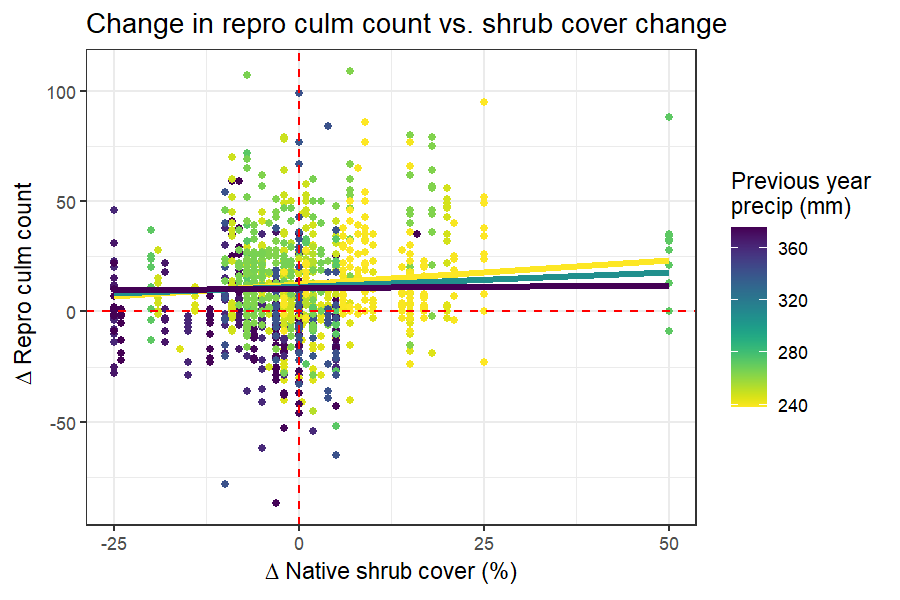 Change in repro culm count vs. shrub cover change
100
50
0
-50
Δ Repro culm count
-25
0
25
50
Δ Native shrub cover (%)
Previous year
precip (mm)
360
320
280
240